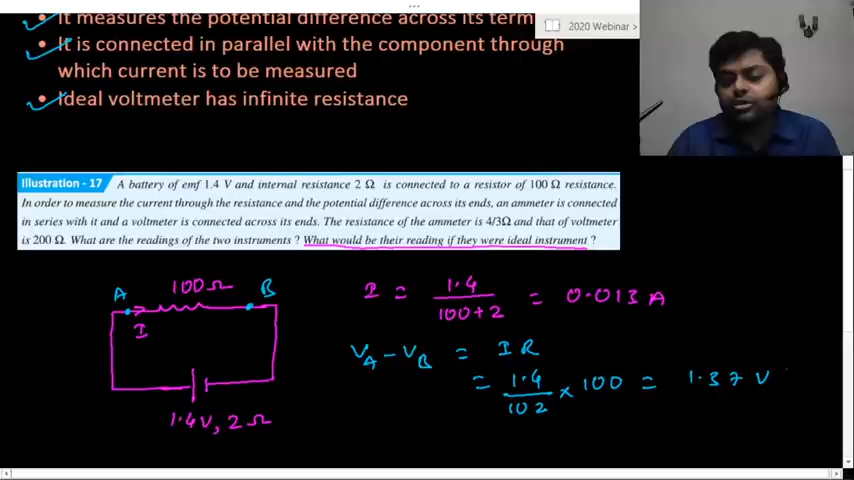 It measures the potential difference across its term
2020 Webinar >
It is connected in parallel with the component through
which current is to be measured
Ideal voltmeter has infinite resistance
Illustration - 17 A battery of emf 1.4 V and internal resistance 2 Ω is connected to a resistor of 100 Ω resistance.
In order to measure the current through the resistance and the potential difference across its ends, an ammeter is connected
in series with it and a voltmeter is connected across its ends. The resistance of the ammeter is 4/3Ω and that of voltmeter
is 200 Ω. What are the readings of the two instruments ? What would be their reading if they were ideal instrument ?
A 100 Ω B
I
1.4 V, 2 Ω
I = 1.4 / 100+2 = 0.013 A
V_A - V_B = I R
= 1.4 / 102 × 100 = 1.37 V